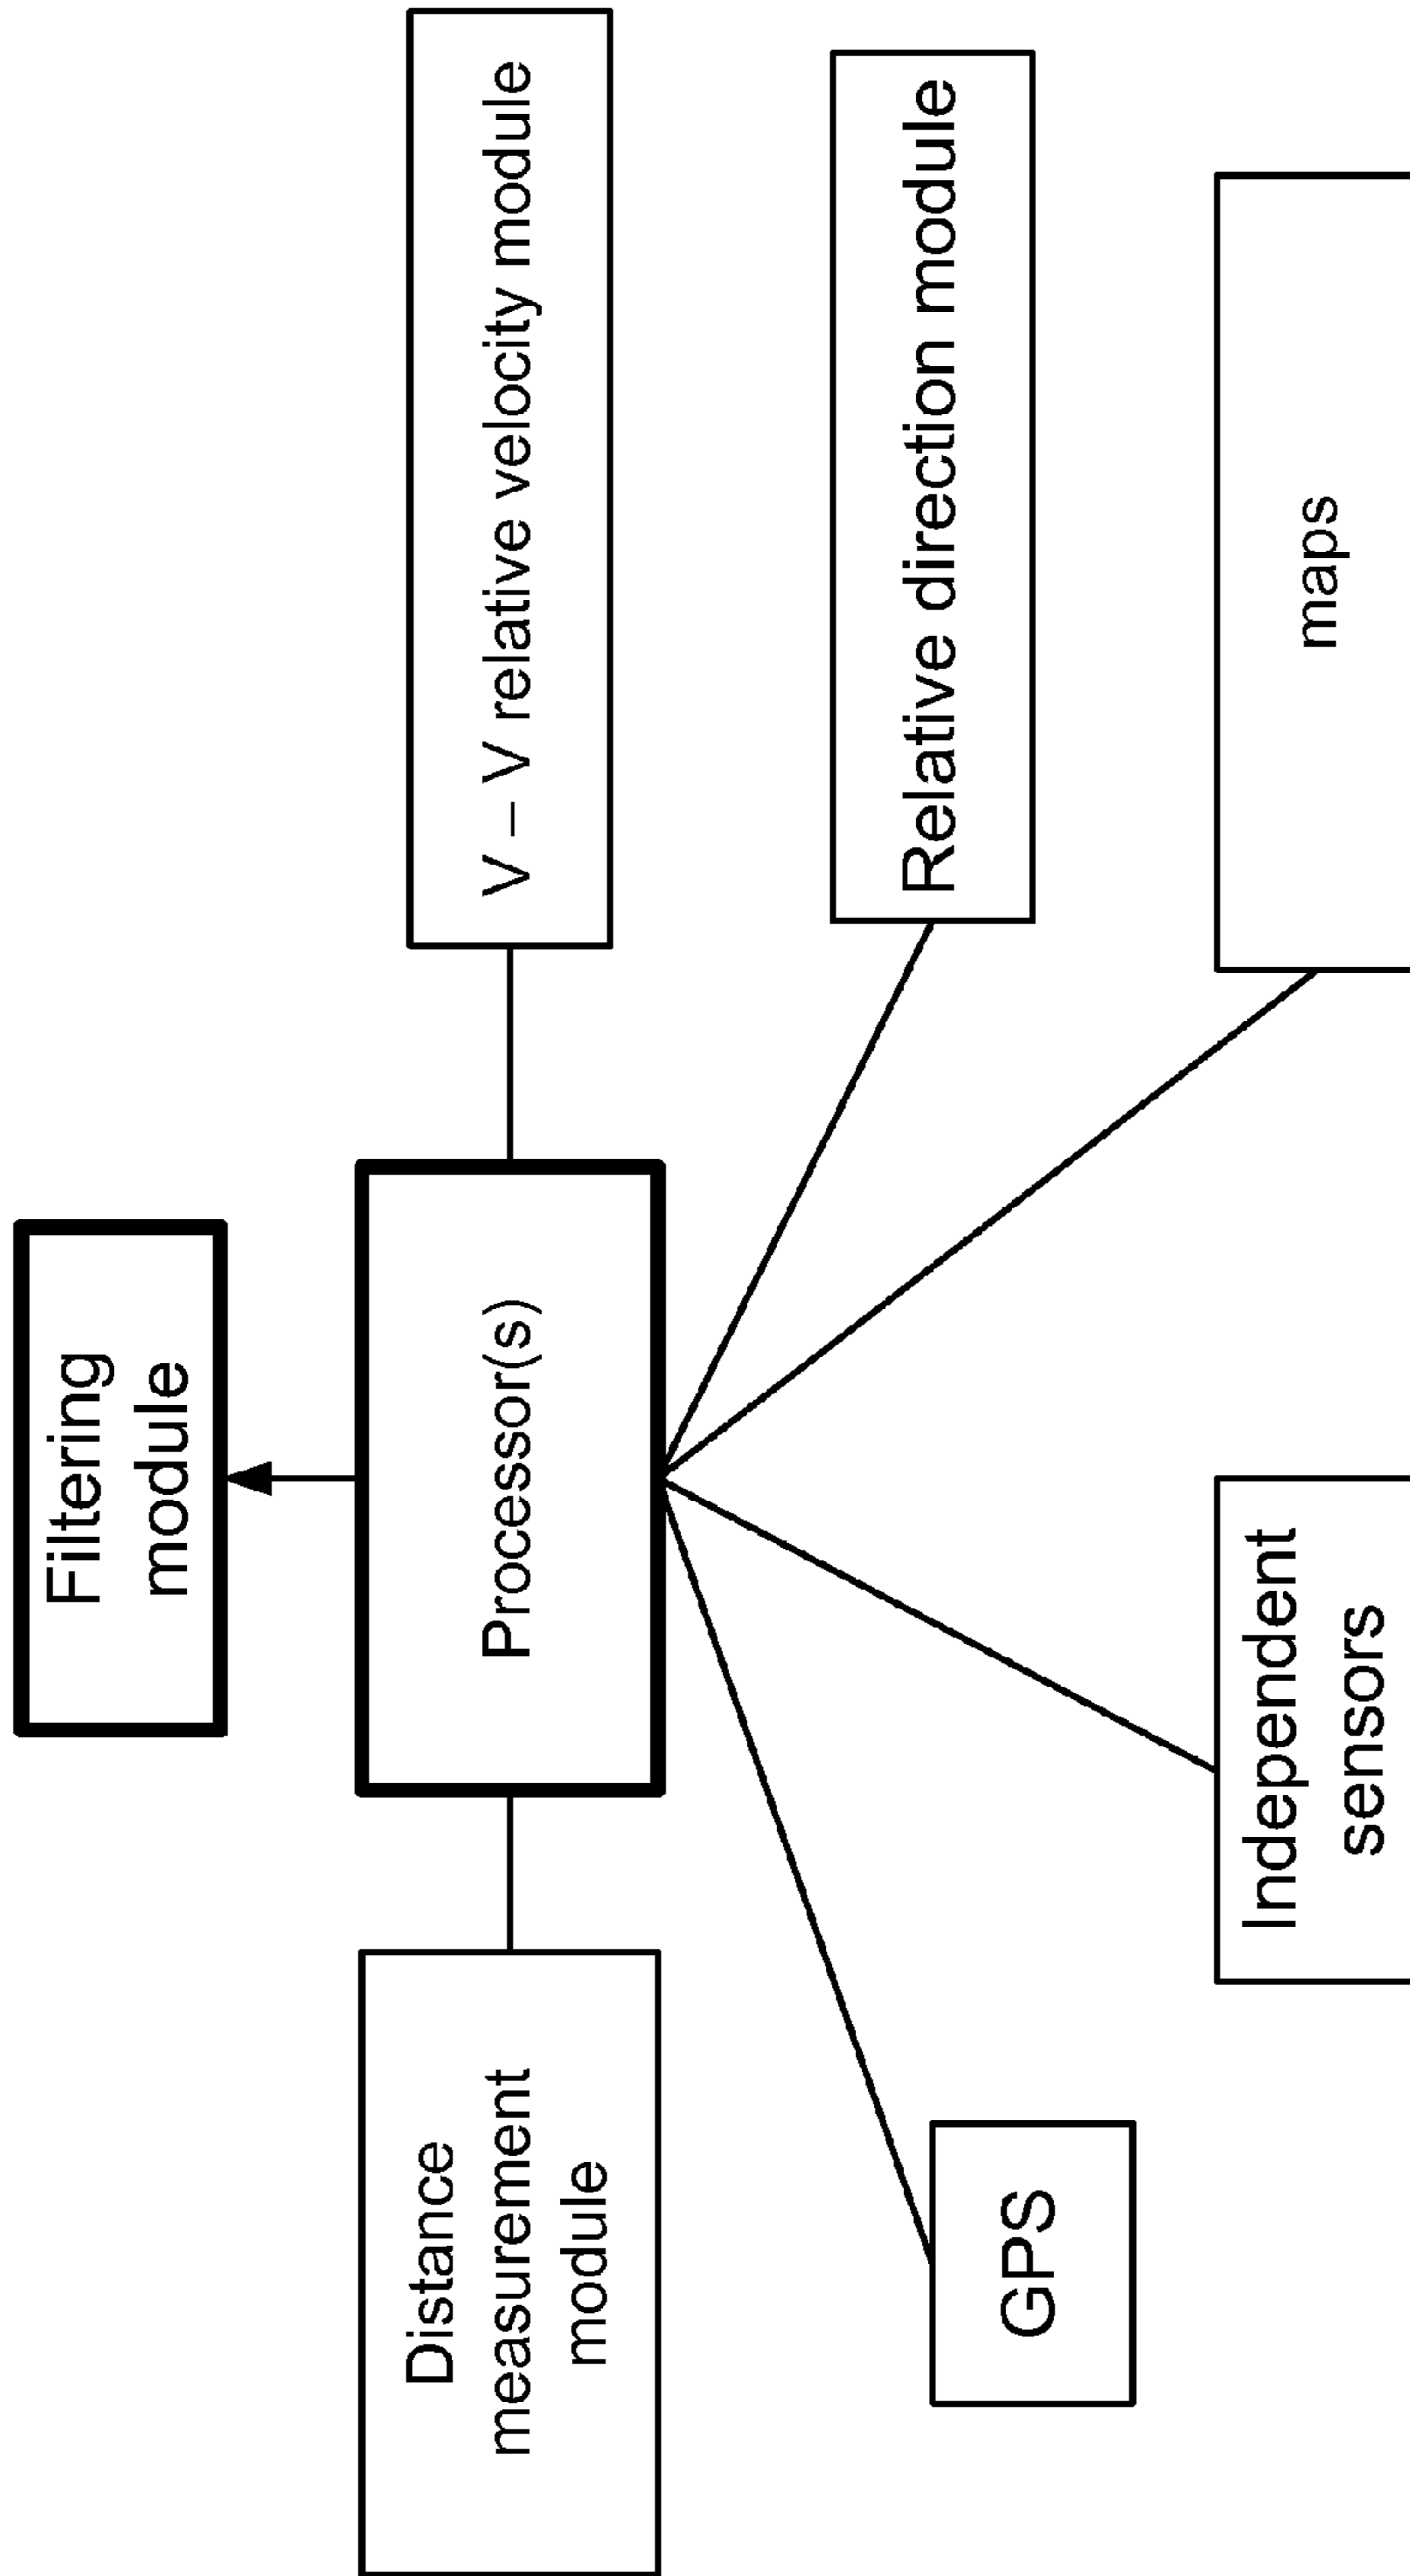 Filtering
module
Distance
measurement
module
Processor(s)
V – V relative velocity module
GPS
Relative direction module
Independent
sensors
maps